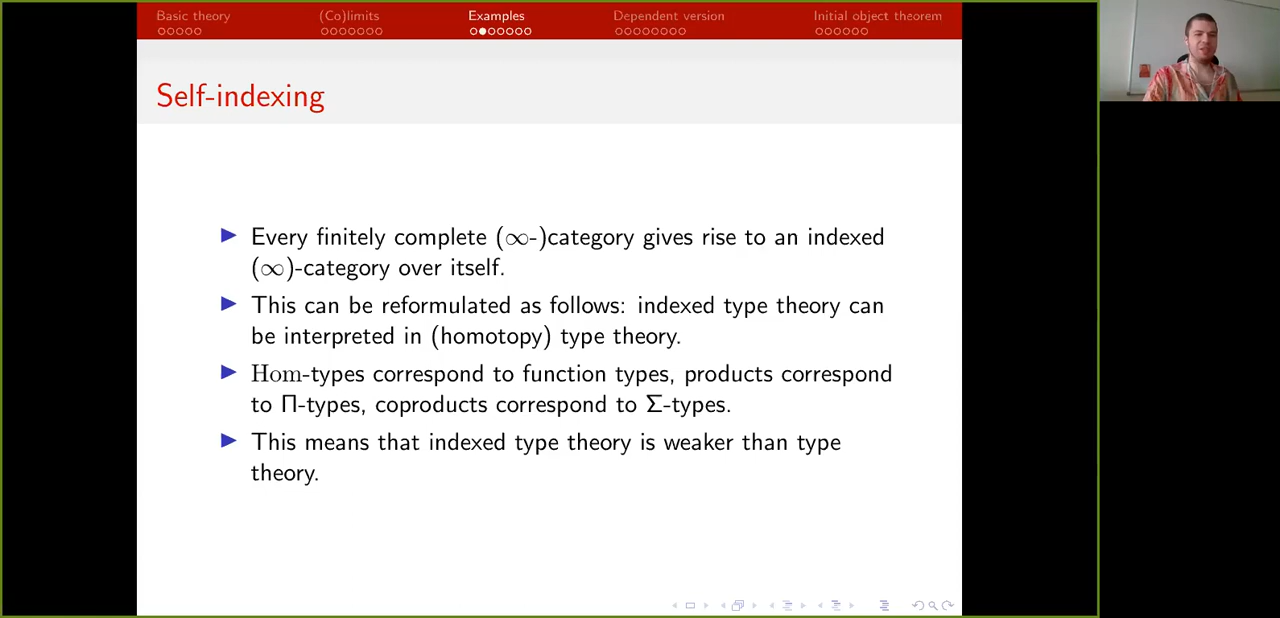 Basic theory (Co)limits Examples Dependent version Initial object theorem
Self-indexing
Every finitely complete (∞-)category gives rise to an indexed
(∞)-category over itself.
This can be reformulated as follows: indexed type theory can
be interpreted in (homotopy) type theory.
Hom-types correspond to function types, products correspond
to Π-types, coproducts correspond to Σ-types.
This means that indexed type theory is weaker than type
theory.